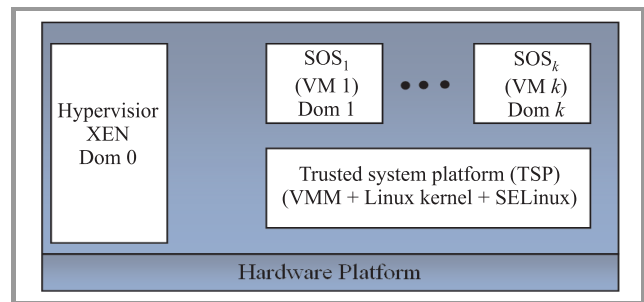 Hypervisior
XEN
Dom 0
SOS₁
(VM 1)
Dom 1
SOSₖ
(VM k)
Dom k
Trusted system platform (TSP)
(VMM + Linux kernel + SELinux)
Hardware Platform